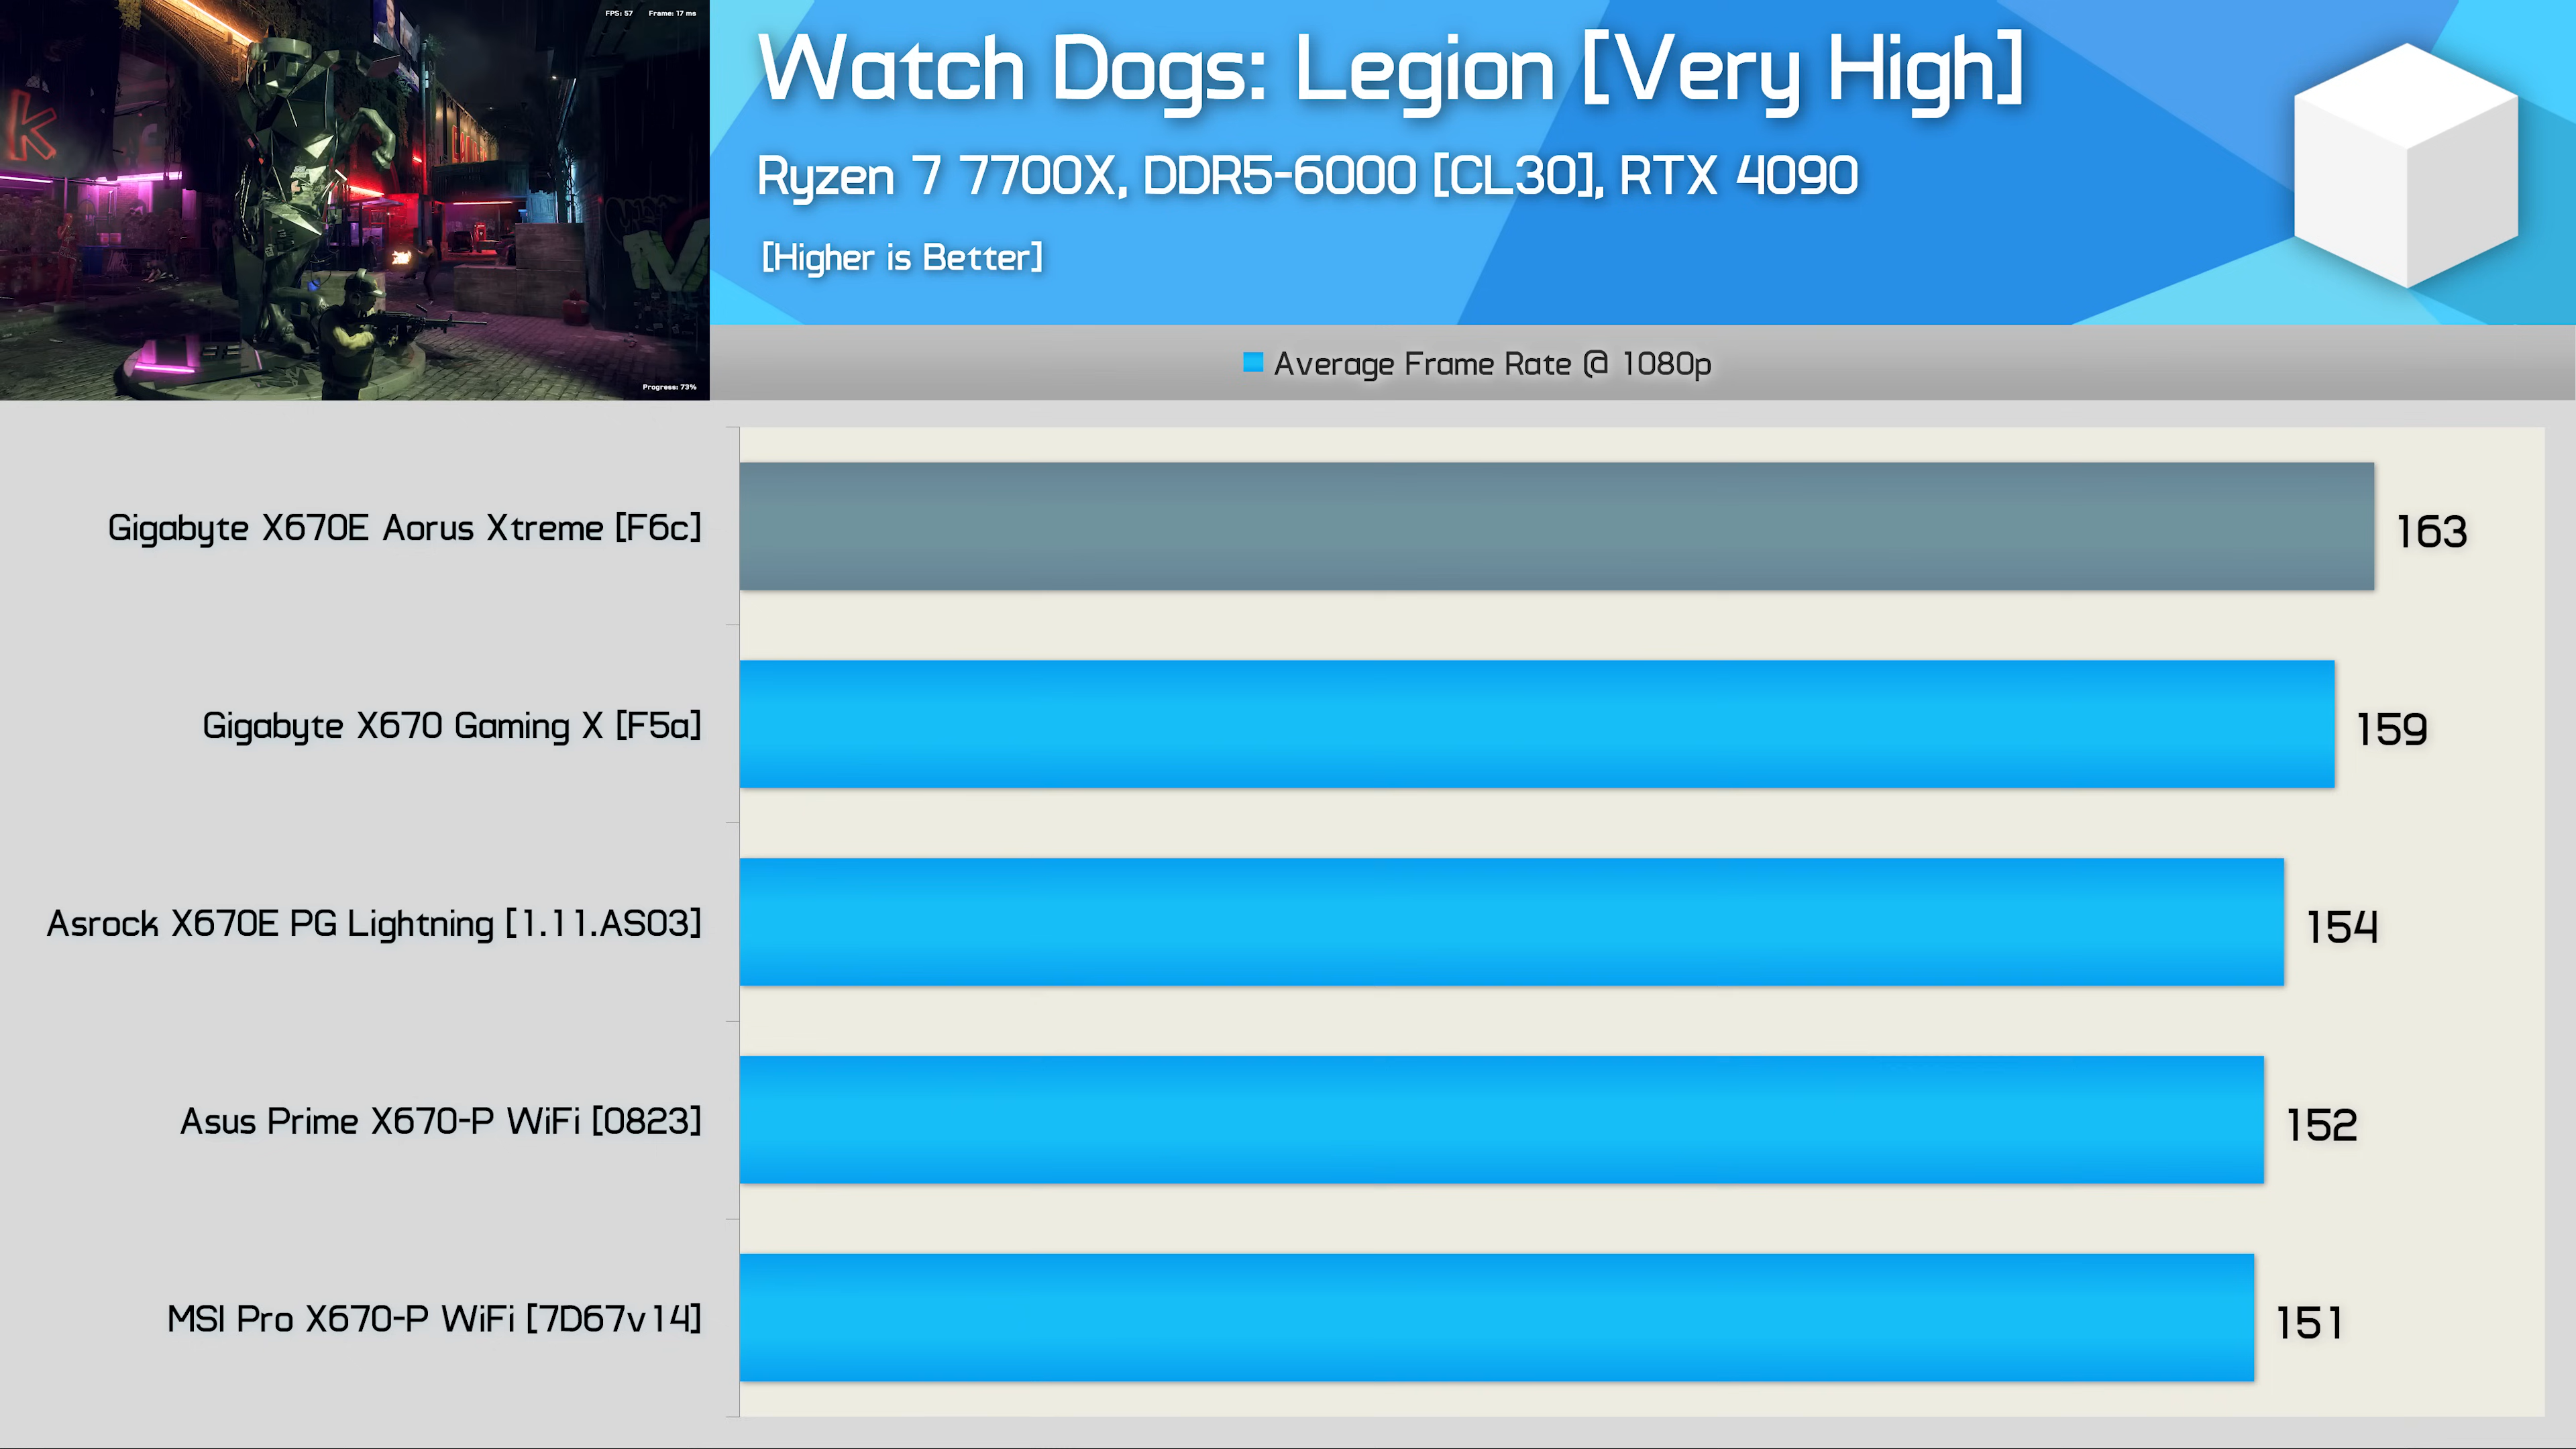 FPS: 57 Frame: 17 ms
k
Progress: 73%
Watch Dogs: Legion [Very High]
Ryzen 7 7700X, DDR5-6000 [CL30], RTX 4090
[Higher is Better]
Average Frame Rate @ 1080p
Gigabyte X670E Aorus Xtreme [F6c] 163
Gigabyte X670 Gaming X [F5a] 159
Asrock X670E PG Lightning [1.11.AS03] 154
Asus Prime X670-P WiFi [0823] 152
MSI Pro X670-P WiFi [7D67v14] 151